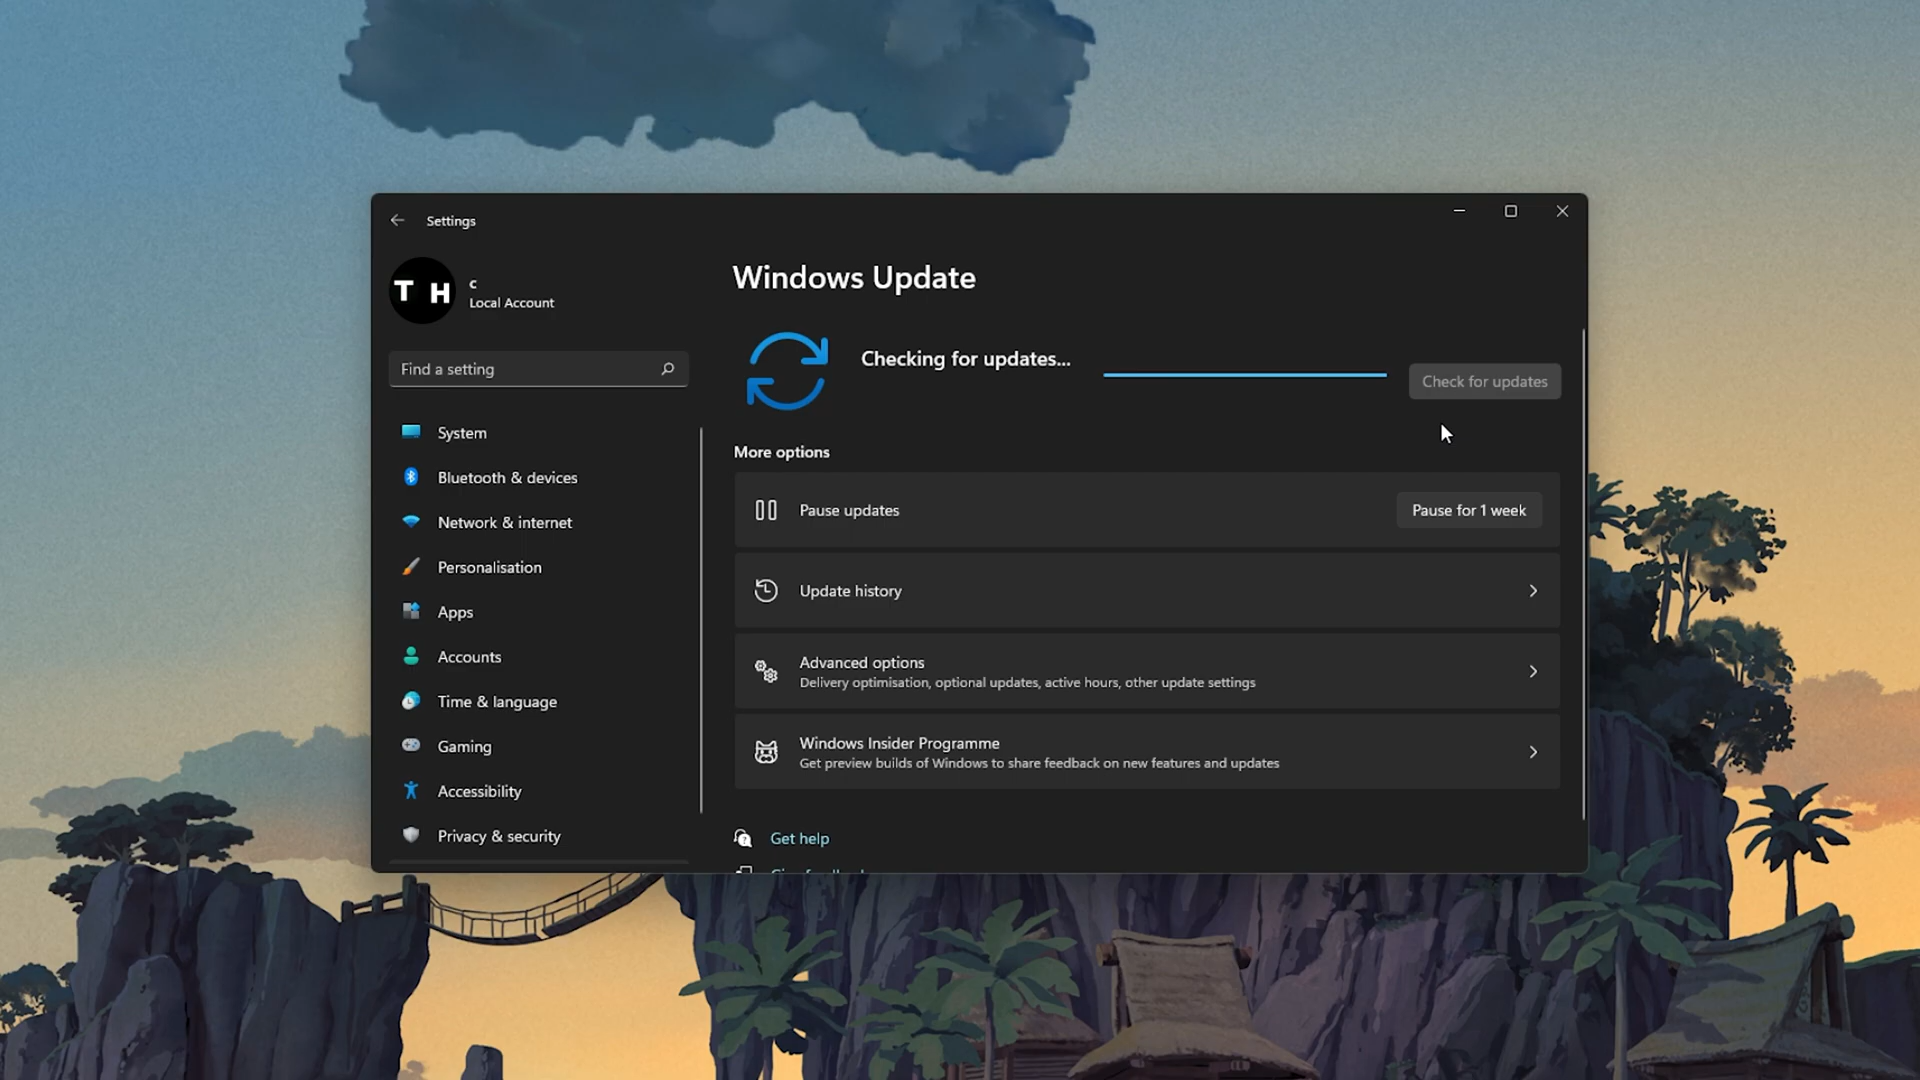 Settings
T H
c
Local Account
Find a setting
System
Bluetooth & devices
Network & internet
Personalisation
Apps
Accounts
Time & language
Gaming
Accessibility
Privacy & security
Windows Update
Checking for updates...
Check for updates
More options
Pause updates
Pause for 1 week
Update history
Advanced options
Delivery optimisation, optional updates, active hours, other update settings
Windows Insider Programme
Get preview builds of Windows to share feedback on new features and updates
Get help